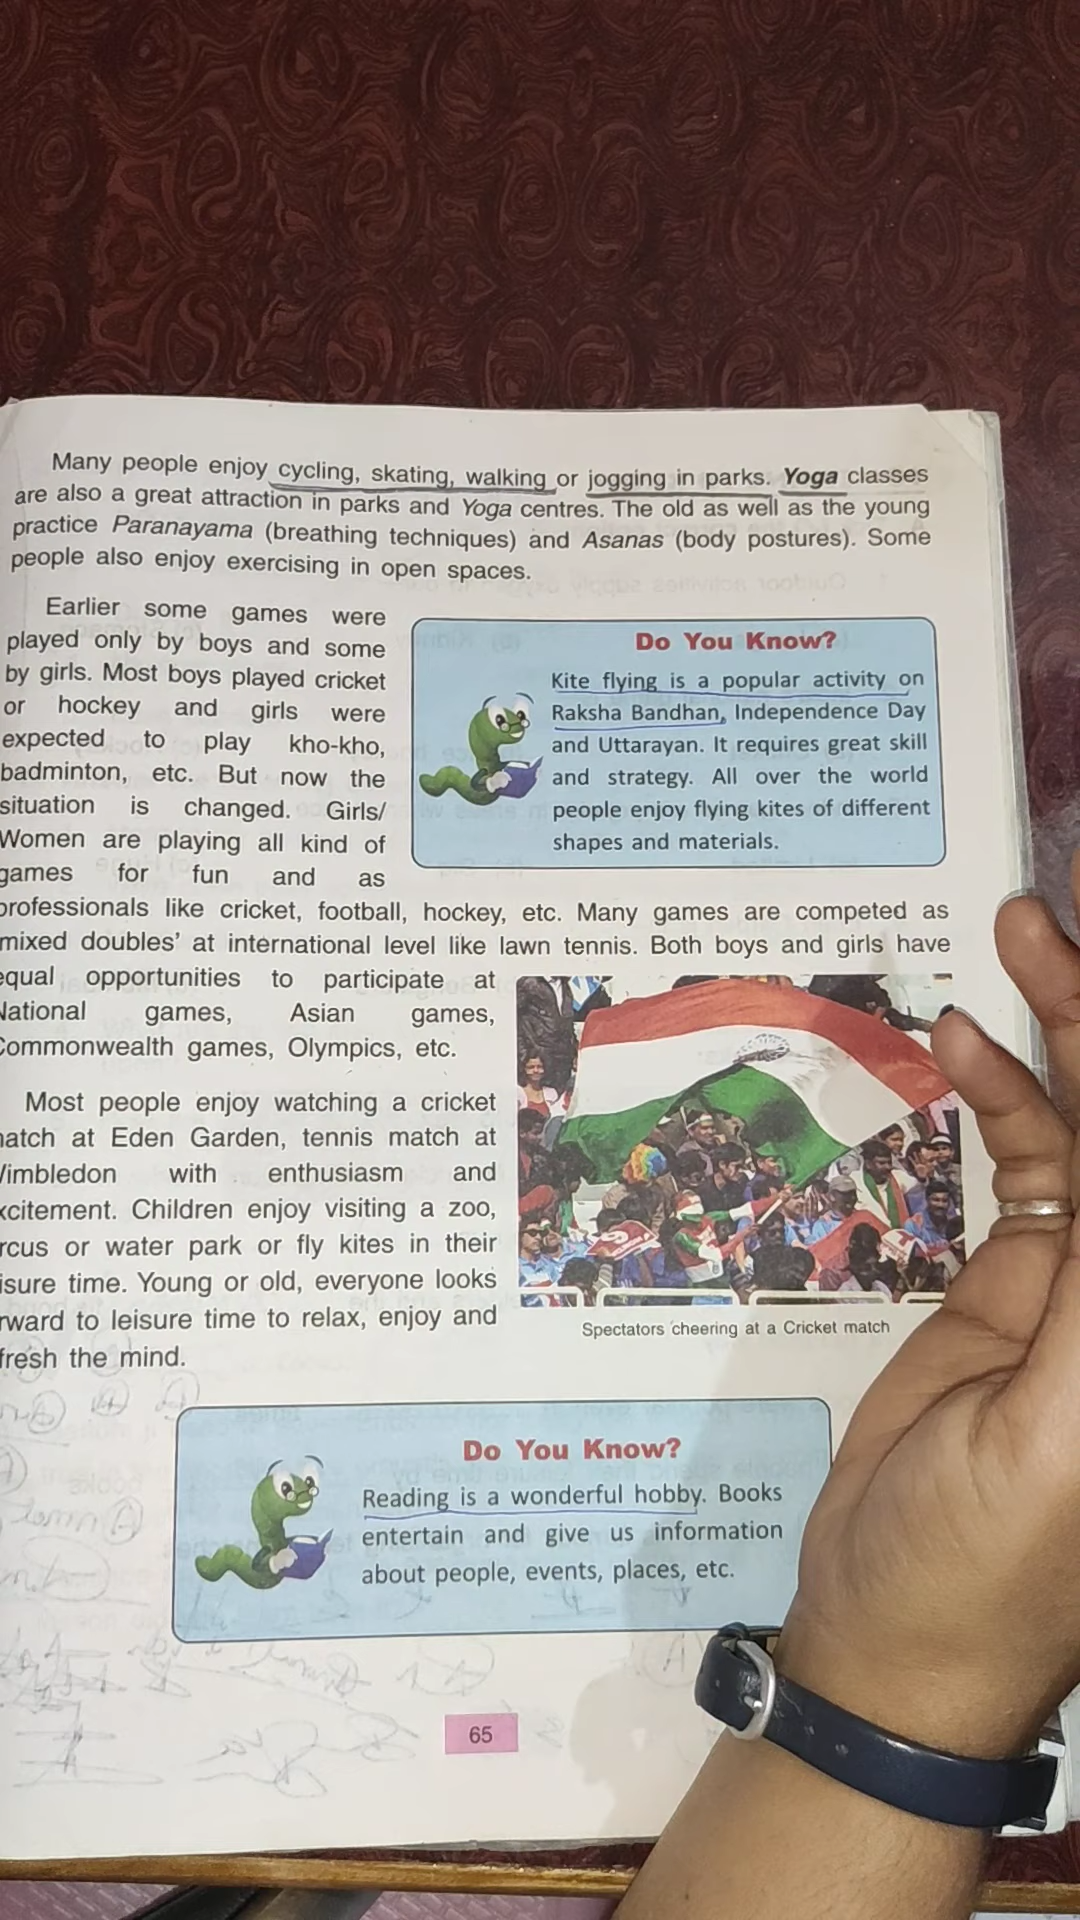 Many people enjoy cycling, skating, walking or jogging in parks. Yoga classes
are also a great attraction in parks and Yoga centres. The old as well as the young
practice Paranayama (breathing techniques) and Asanas (body postures). Some
people also enjoy exercising in open spaces.
Earlier some games were
played only by boys and some
by girls. Most boys played cricket
or hockey and girls were
expected to play kho-kho,
badminton, etc. But now the
situation is changed. Girls/
Women are playing all kind of
games for fun and as
professionals like cricket, football, hockey, etc. Many games are competed as
mixed doubles' at international level like lawn tennis. Both boys and girls have
equal opportunities to participate at
National games, Asian games,
Commonwealth games, Olympics, etc.
Do You Know?
Kite flying is a popular activity on
Raksha Bandhan, Independence Day
and Uttarayan. It requires great skill
and strategy. All over the world
people enjoy flying kites of different
shapes and materials.
Most people enjoy watching a cricket
match at Eden Garden, tennis match at
Wimbledon with enthusiasm and
excitement. Children enjoy visiting a zoo,
rcus or water park or fly kites in their
isure time. Young or old, everyone looks
rward to leisure time to relax, enjoy and
fresh the mind.
Spectators cheering at a Cricket match
Do You Know?
Reading is a wonderful hobby. Books
entertain and give us information
about people, events, places, etc.
65